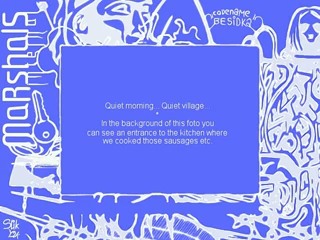 MaRshals
"CODENAME"
BESIDKA
Quiet morning... Quiet village...
*
In the background of this foto you
can see an entrance to the kitchen where
we cooked those sausages etc.